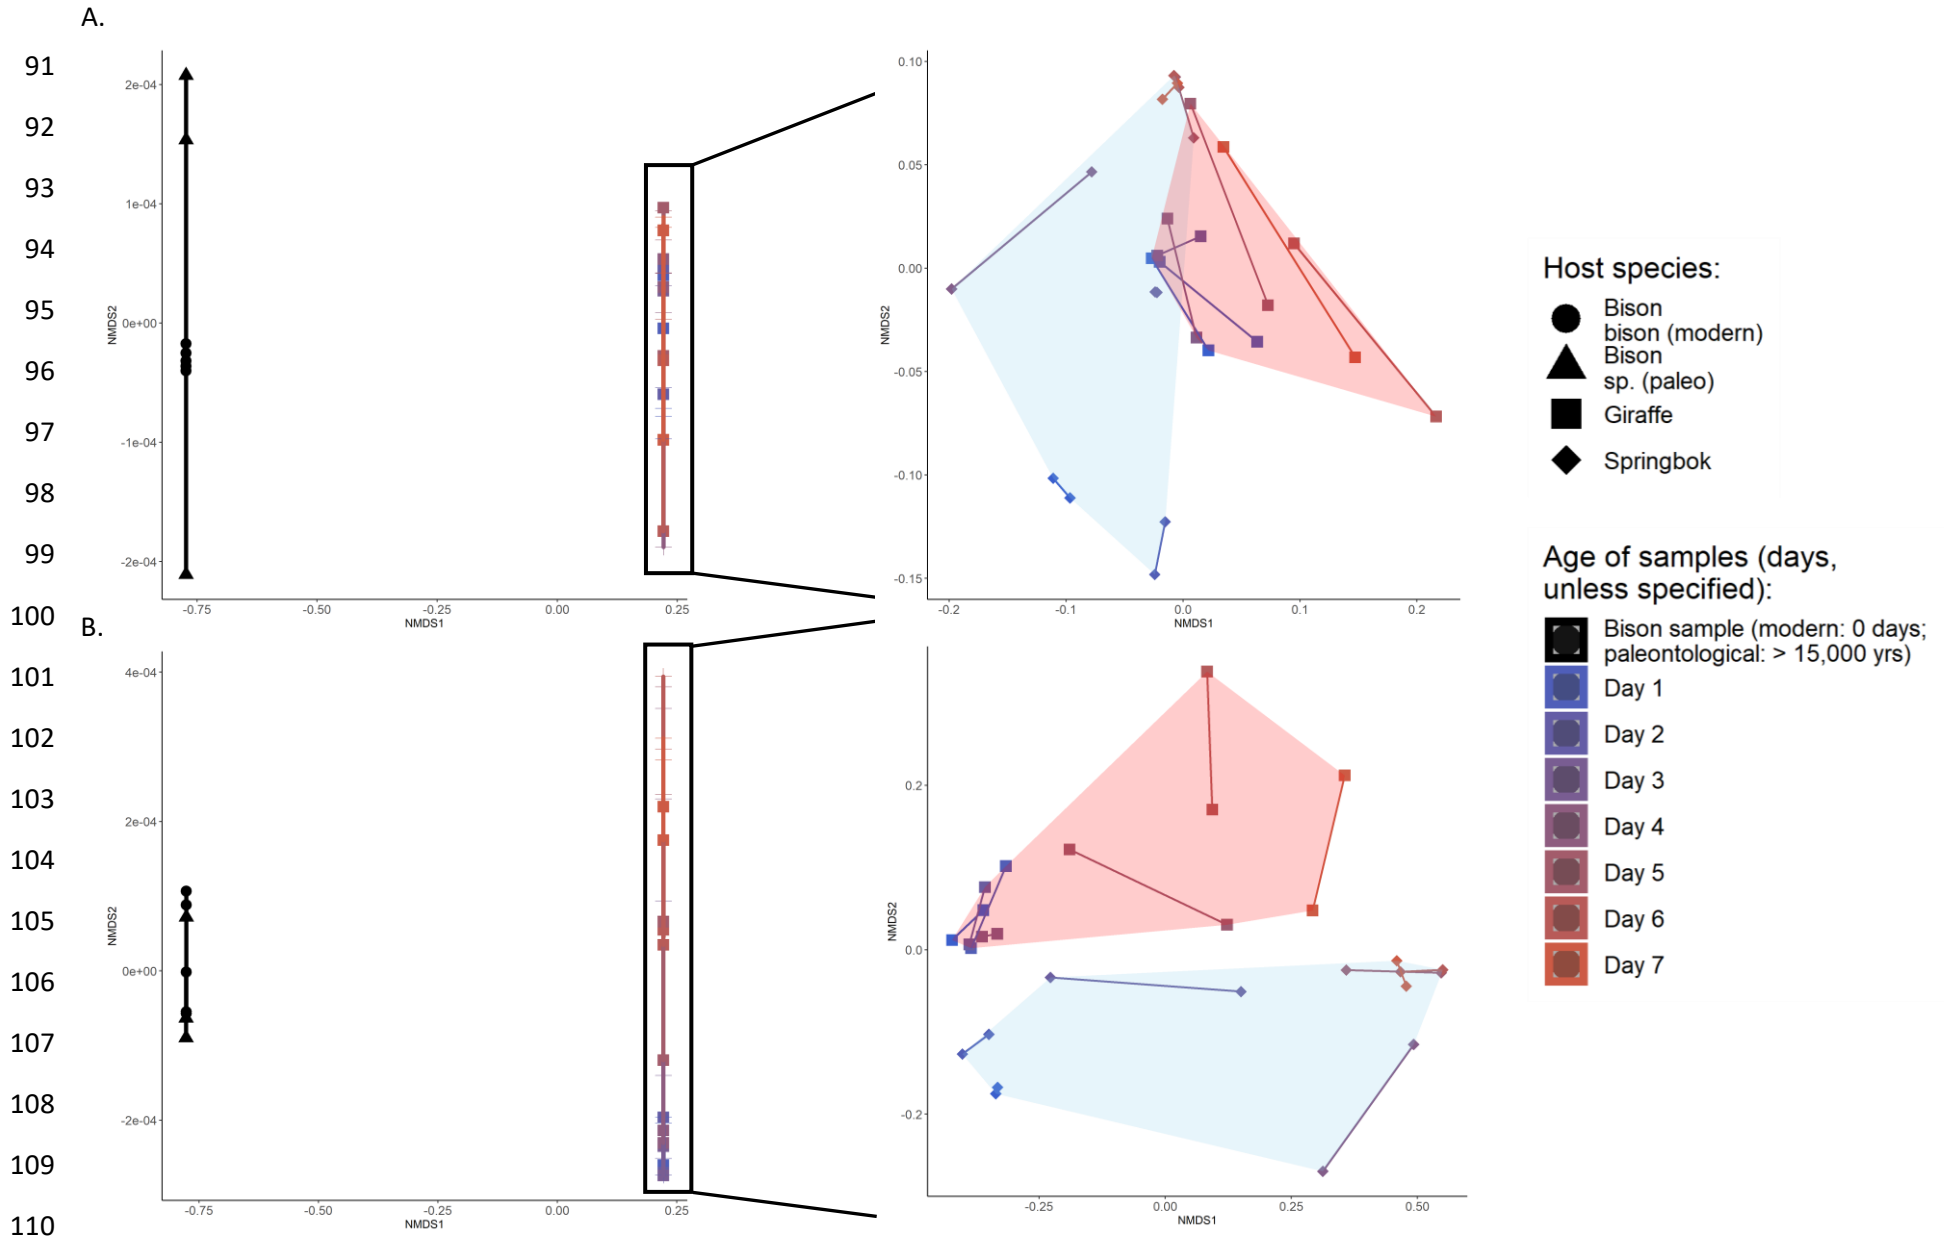 A.
91
92
93
94
95
96
97
98
99
100
101
102
103
104
105
106
107
108
109
110
NMDS2
2e-04
1e-04
0e+00
-1e-04
-2e-04
-0.75
-0.50
-0.25
0.00
0.25
NMDS1
NMDS2
0.10
0.05
0.00
-0.05
-0.10
-0.15
-0.2
-0.1
0.0
0.1
0.2
NMDS1
B.
NMDS2
4e-04
2e-04
0e+00
-2e-04
-0.75
-0.50
-0.25
0.00
0.25
NMDS1
NMDS2
0.2
0.0
-0.2
-0.25
0.00
0.25
0.50
NMDS1
Host species:
Bison
bison (modern)
Bison
sp. (paleo)
Giraffe
Springbok
Age of samples (days,
unless specified):
Bison sample (modern: 0 days;
paleontological: > 15,000 yrs)
Day 1
Day 2
Day 3
Day 4
Day 5
Day 6
Day 7